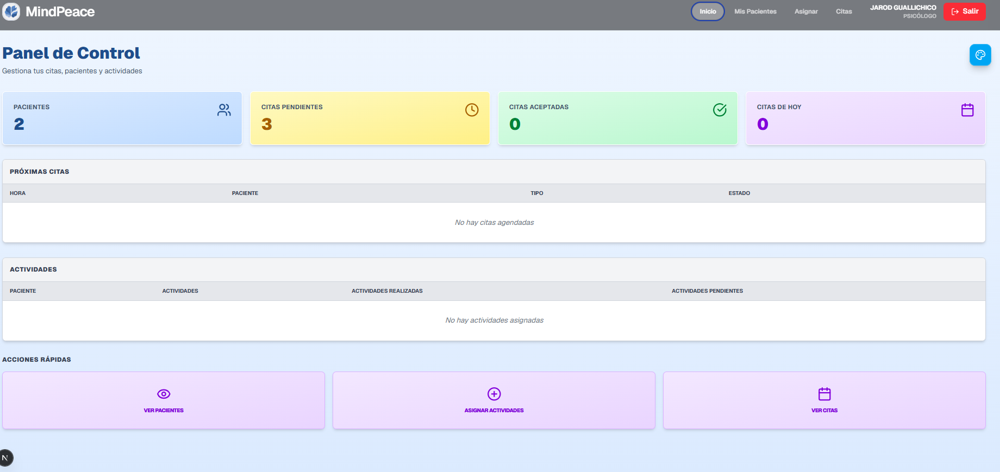 MindPeace
Inicio
Mis Pacientes
Asignar
Citas
JAROD GUALLICHICO
PSICÓLOGO
Salir
Panel de Control
Gestiona tus citas, pacientes y actividades
PACIENTES
2
CITAS PENDIENTES
3
CITAS ACEPTADAS
0
CITAS DE HOY
0
PRÓXIMAS CITAS
HORA PACIENTE TIPO ESTADO
No hay citas agendadas
ACTIVIDADES
PACIENTE ACTIVIDADES ACTIVIDADES REALIZADAS ACTIVIDADES PENDIENTES
No hay actividades asignadas
ACCIONES RÁPIDAS
VER PACIENTES
ASIGNAR ACTIVIDADES
VER CITAS
N